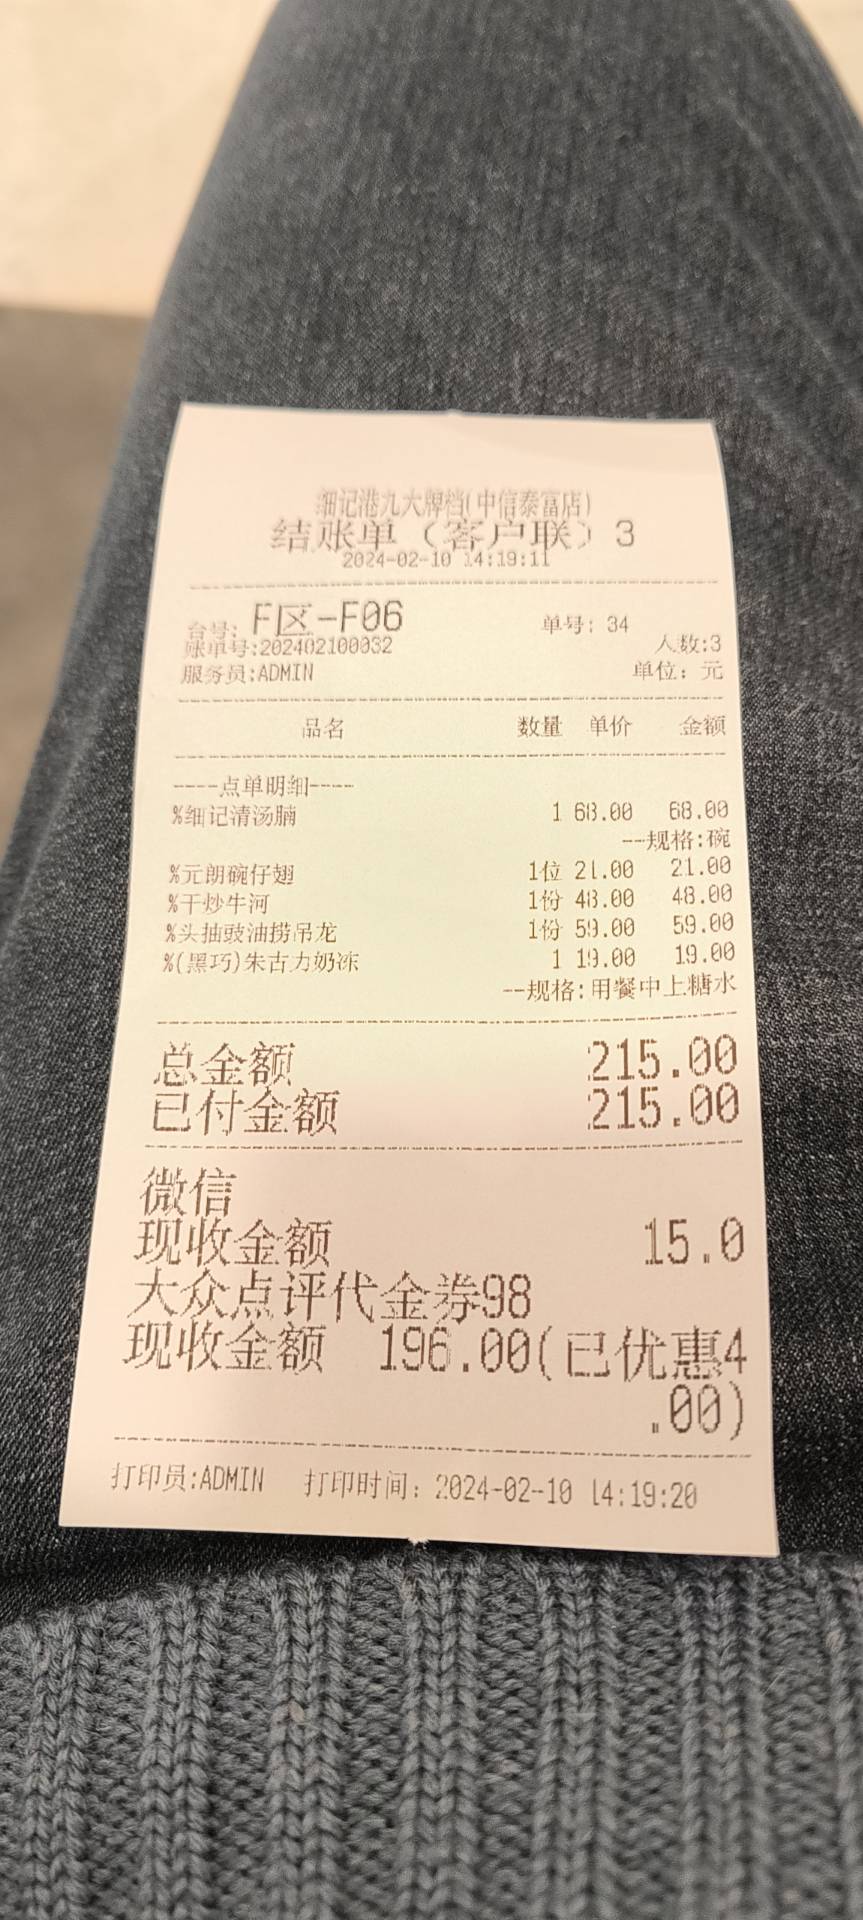 细记港九大牌档(中信泰富店)
结账单（客户联）3
2024-02-10 14:19:11
台号: F区-F06 单号: 34
账单号:202402100032 人数:3
服务员:ADMIN 单位: 元
品名 数量 单价 金额
----点单明细----
%细记清汤腩 1 68.00 68.00
--规格:碗
%元朗碗仔翅 1位 21.00 21.00
%干炒牛河 1份 48.00 48.00
%头抽豉油捞吊龙 1份 59.00 59.00
%(黑巧)朱古力奶冻 1 19.00 19.00
--规格:用餐中上糖水
总金额 215.00
已付金额 215.00
微信
现收金额 15.0
大众点评代金券98
现收金额 196.00(已优惠4
.00)
打印员:ADMIN 打印时间: 2024-02-10 14:19:20